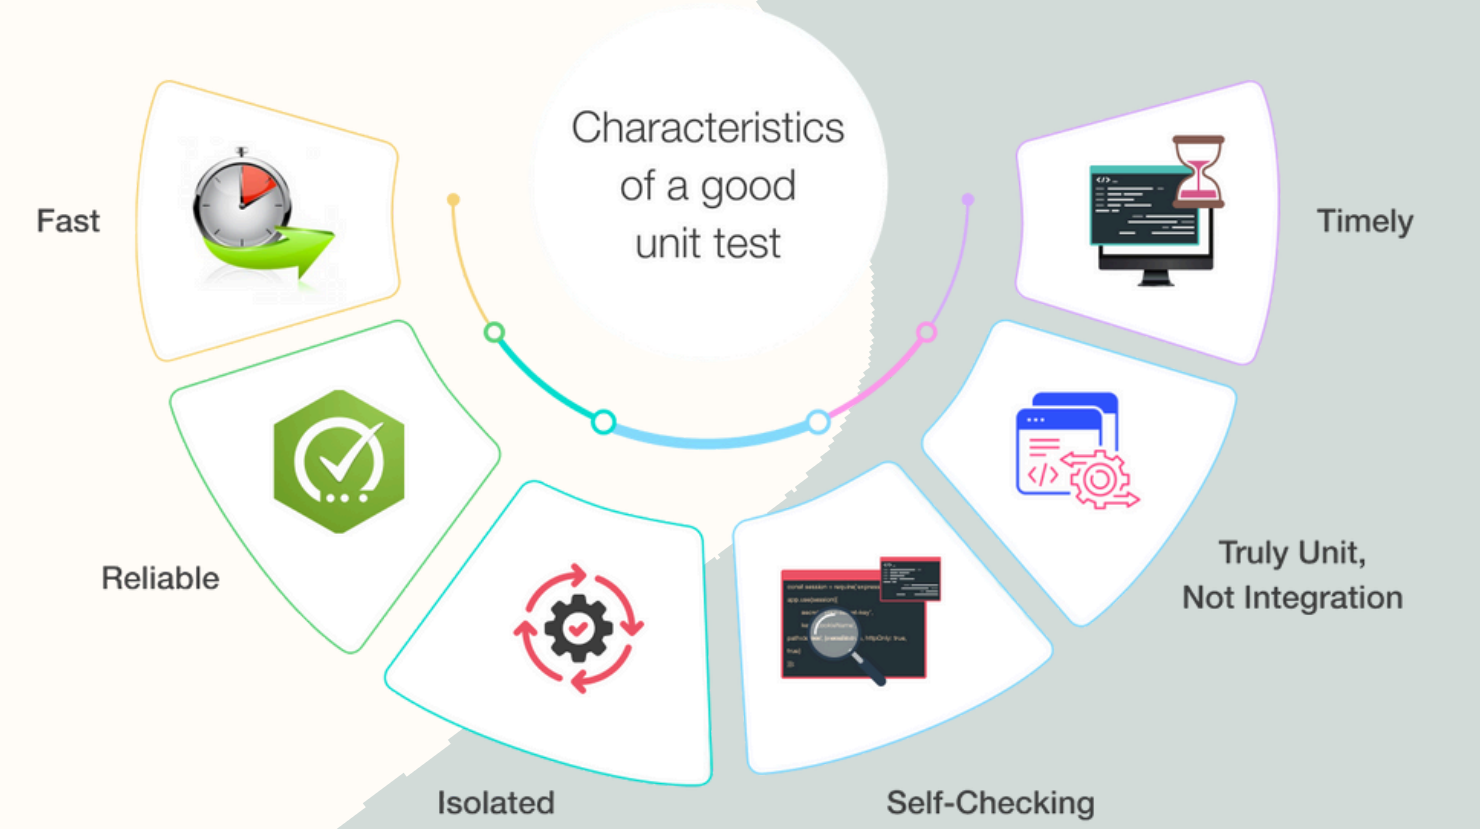 Characteristics
of a good
unit test
Fast
Reliable
Isolated
Self-Checking
Truly Unit,
Not Integration
Timely